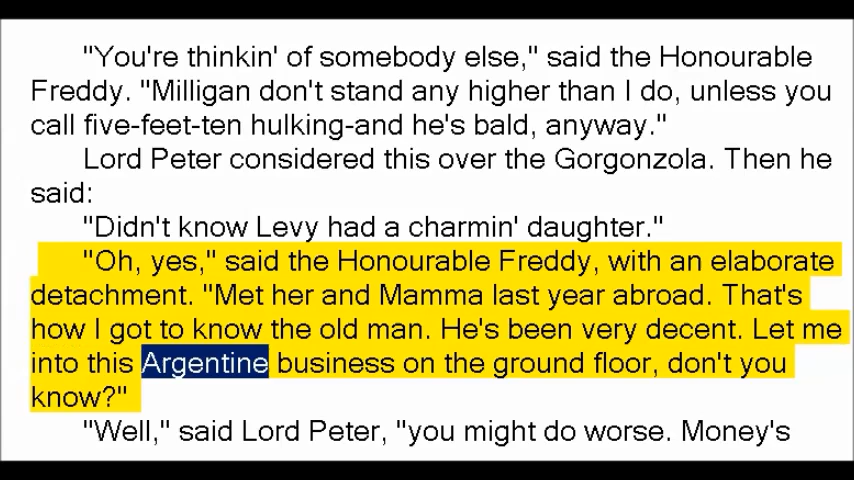 "You're thinkin' of somebody else," said the Honourable
Freddy. "Milligan don't stand any higher than I do, unless you
call five-feet-ten hulking-and he's bald, anyway."
Lord Peter considered this over the Gorgonzola. Then he
said:
"Didn't know Levy had a charmin' daughter."
"Oh, yes," said the Honourable Freddy, with an elaborate
detachment. "Met her and Mamma last year abroad. That's
how I got to know the old man. He's been very decent. Let me
into this Argentine business on the ground floor, don't you
know?"
"Well," said Lord Peter, "you might do worse. Money's